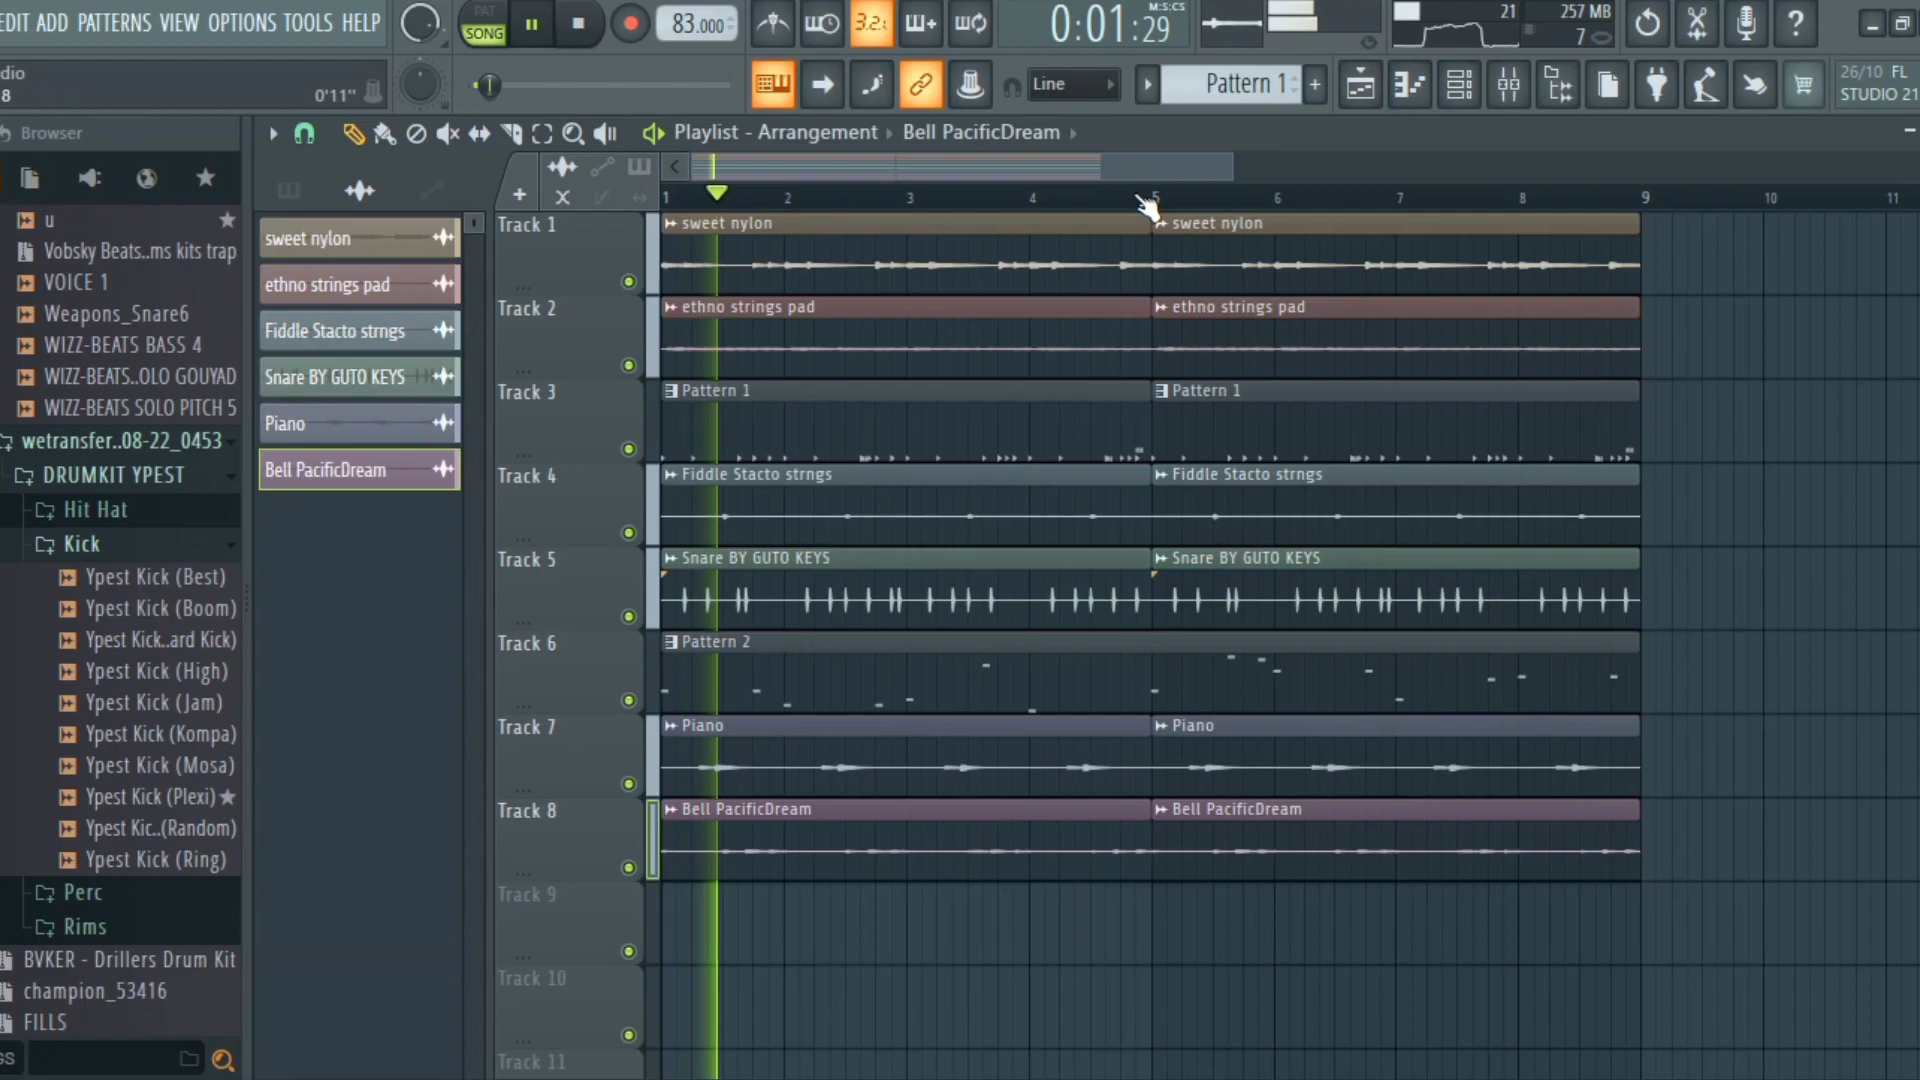 EDIT ADD PATTERNS VIEW OPTIONS TOOLS HELP
PAT
SONG
83.000
3.2.
0:01:29
M:S:CS
21
257 MB
7
dio
8
0'11"
Line
Pattern 1
26/10 FL
STUDIO 21
Browser
Playlist - Arrangement
Bell PacificDream
1
2
3
4
5
6
7
8
9
10
11
u
Vobsky Beats..ms kits trap
VOICE 1
Weapons_Snare6
WIZZ-BEATS BASS 4
WIZZ-BEATS..OLO GOUYAD
WIZZ-BEATS SOLO PITCH 5
wetransfer..08-22_0453
DRUMKIT YPEST
Hit Hat
Kick
Ypest Kick (Best)
Ypest Kick (Boom)
Ypest Kick..ard Kick)
Ypest Kick (High)
Ypest Kick (Jam)
Ypest Kick (Kompa)
Ypest Kick (Mosa)
Ypest Kick (Plexi)
Ypest Kic..(Random)
Ypest Kick (Ring)
Perc
Rims
BVKER - Drillers Drum Kit
champion_53416
FILLS
GS
sweet nylon
ethno strings pad
Fiddle Stacto strngs
Snare BY GUTO KEYS
Piano
Bell PacificDream
Track 1
sweet nylon
sweet nylon
Track 2
ethno strings pad
ethno strings pad
Track 3
Pattern 1
Pattern 1
Track 4
Fiddle Stacto strngs
Fiddle Stacto strngs
Track 5
Snare BY GUTO KEYS
Snare BY GUTO KEYS
Track 6
Pattern 2
Track 7
Piano
Piano
Track 8
Bell PacificDream
Bell PacificDream
Track 9
Track 10
Track 11